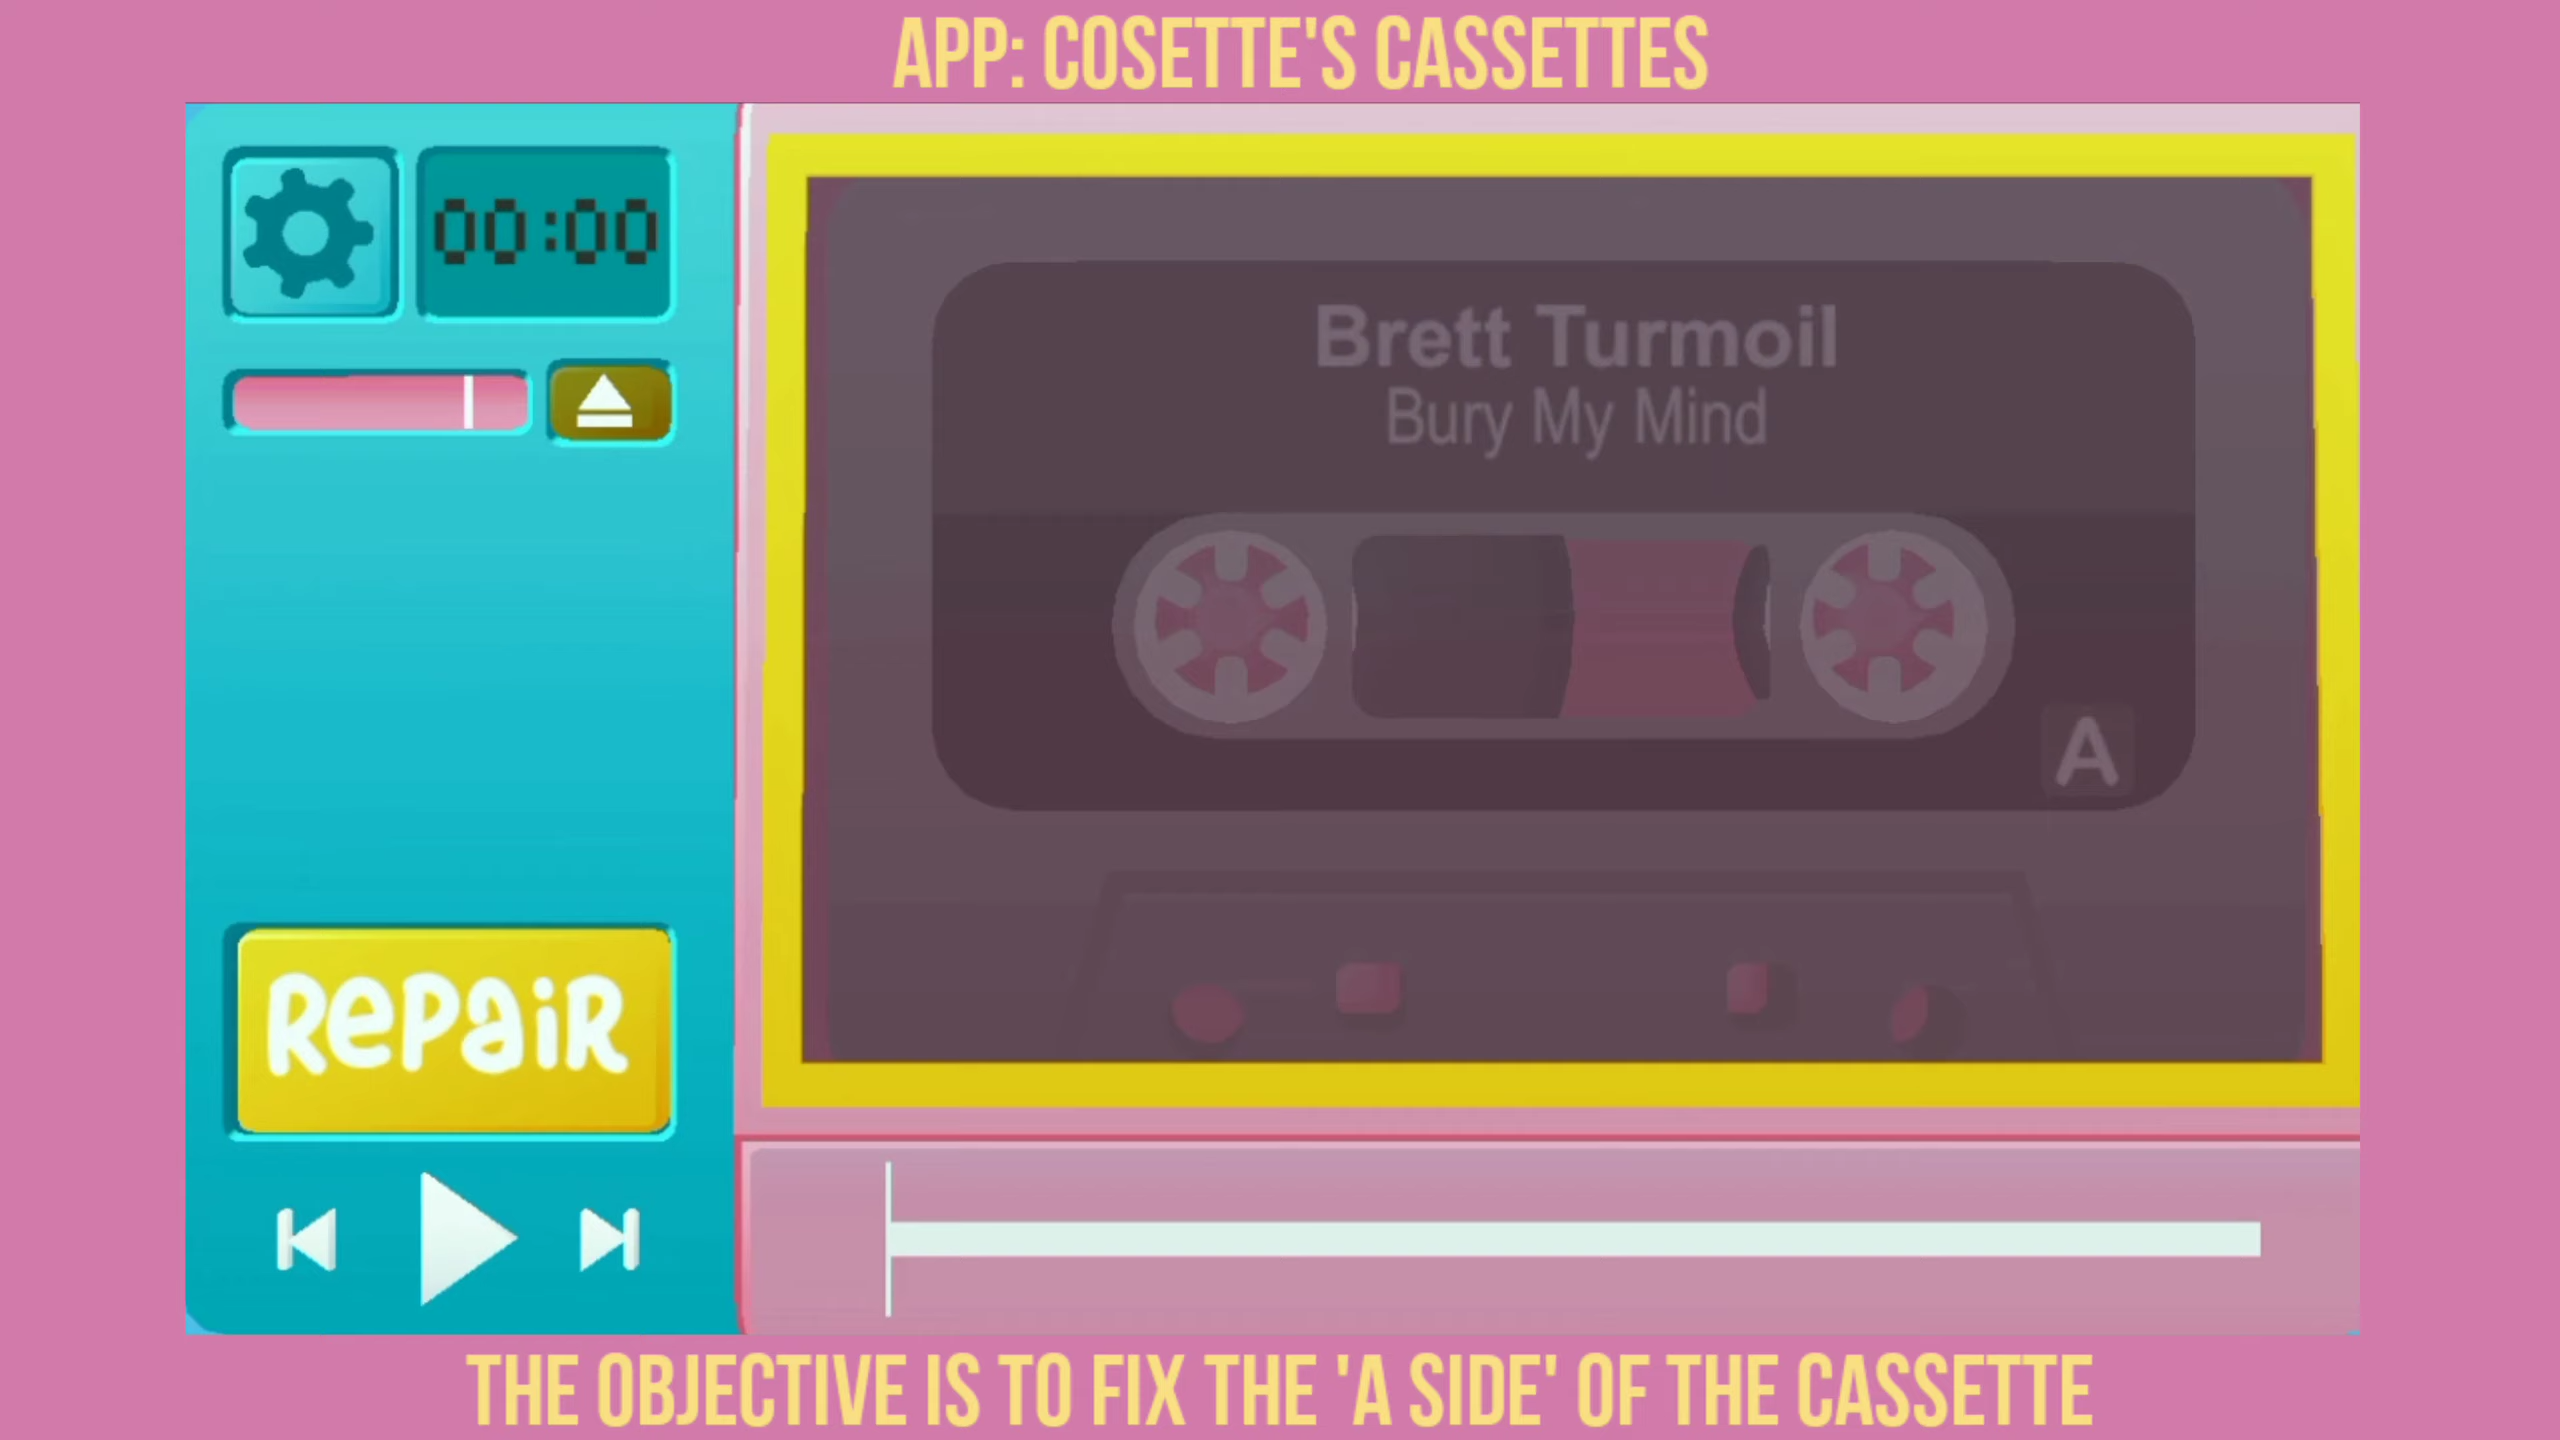 APP: COSETTE'S CASSETTES
00:00
Brett Turmoil
Bury My Mind
A
RePaiR
THE OBJECTIVE IS TO FIX THE 'A SIDE' OF THE CASSETTE